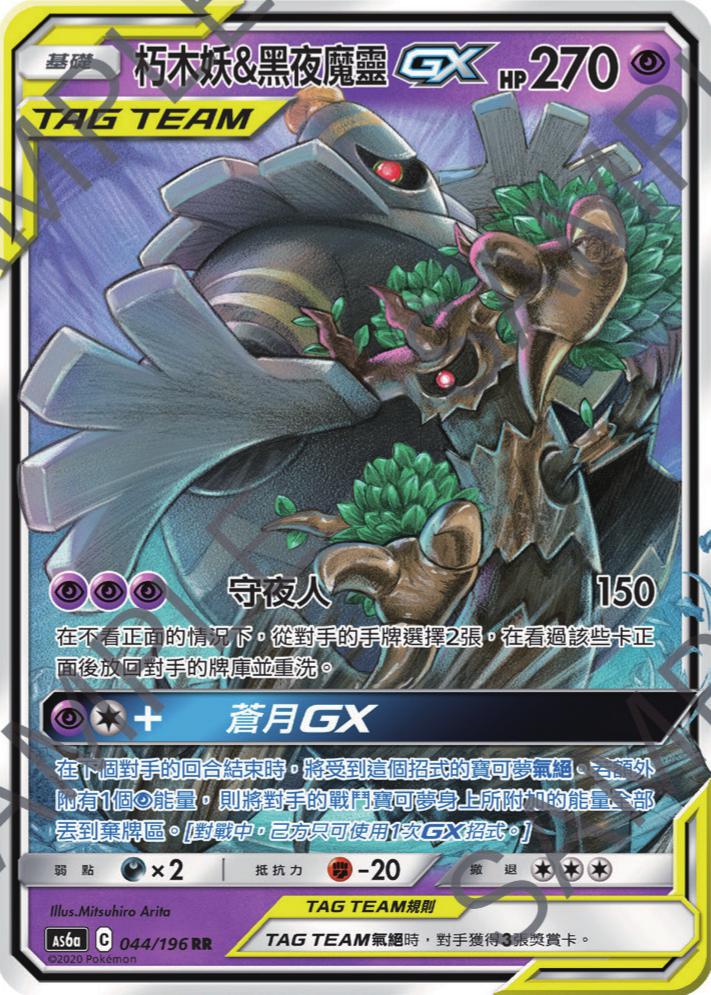 基礎 朽木妖&黑夜魔靈 GX HP 270
TAG TEAM
守夜人 150
在不看正面的情況下，從對手的手牌選擇2張，在看過該些卡正
面後放回對手的牌庫並重洗。
+ 蒼月GX
在下個對手的回合結束時，將受到這個招式的寶可夢氣絕。若額外
附有1個能量，則將對手的戰鬥寶可夢身上所附加的能量全部
丟到棄牌區。[對戰中，己方只可使用1次GX招式。]
弱點 ×2 抵抗力 -20 撤退
Illus.Mitsuhiro Arita
TAG TEAM規則
AS6a C 044/196 RR
TAG TEAM氣絕時，對手獲得3張獎賞卡。
©2020 Pokémon
SAMPLE